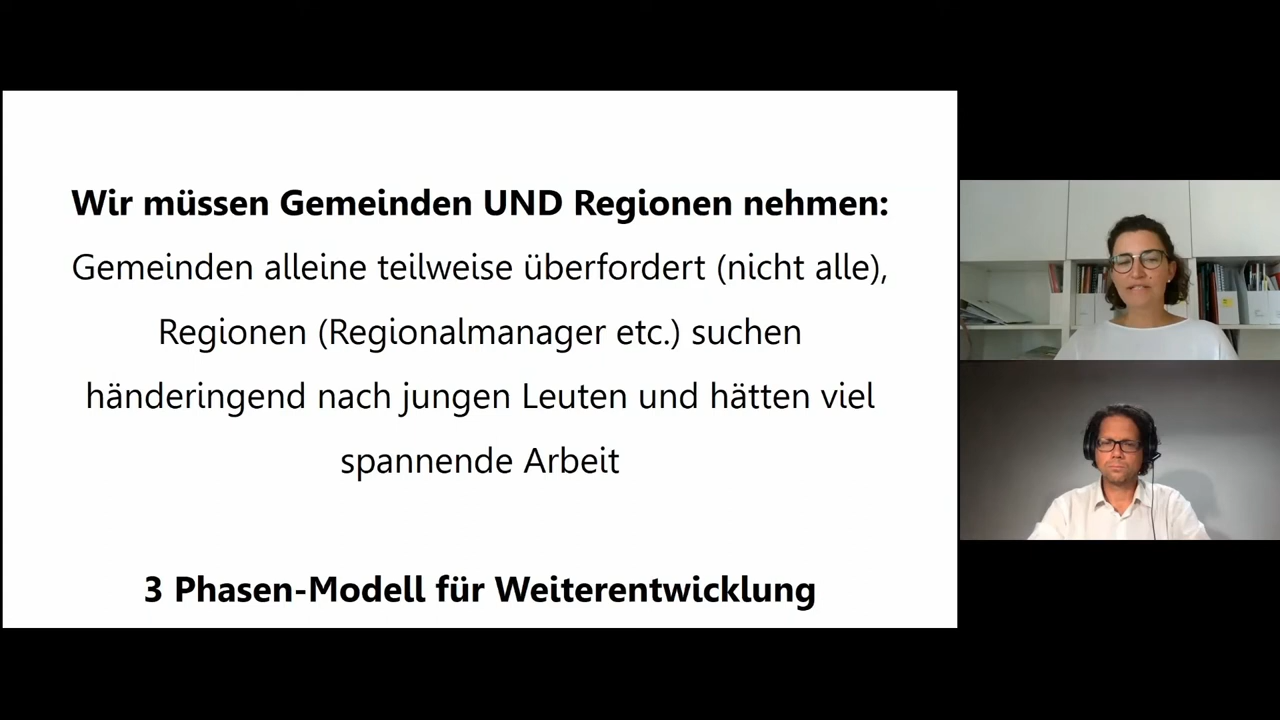 Wir müssen Gemeinden UND Regionen nehmen:
Gemeinden alleine teilweise überfordert (nicht alle),
Regionen (Regionalmanager etc.) suchen
händeringend nach jungen Leuten und hätten viel
spannende Arbeit
3 Phasen-Modell für Weiterentwicklung